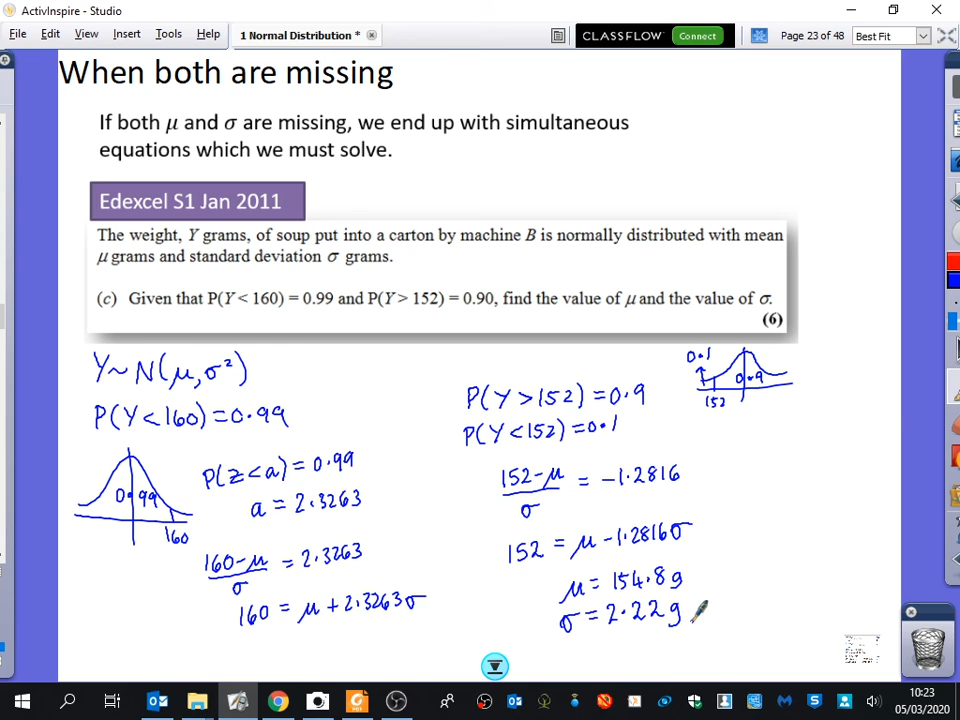 ActivInspire - Studio
File Edit View Insert Tools Help
1 Normal Distribution *
CLASSFLOW Connect
Page 23 of 48
Best Fit
When both are missing
If both μ and σ are missing, we end up with simultaneous
equations which we must solve.
Edexcel S1 Jan 2011
The weight, Y grams, of soup put into a carton by machine B is normally distributed with mean
μ grams and standard deviation σ grams.
(c) Given that P(Y < 160) = 0.99 and P(Y > 152) = 0.90, find the value of μ and the value of σ.
(6)
Y~N(μ, σ²)
P(Y<160)=0.99
0.99
160
P(Z<a)=0.99
a = 2.3263
160-μ/σ = 2.3263
160 = μ + 2.3263σ
P(Y>152)=0.9
P(Y<152)=0.1
0.1
0.9
152
152-μ/σ = -1.2816
152 = μ - 1.2816σ
μ = 154.8g
σ = 2.22g
10:23
05/03/2020